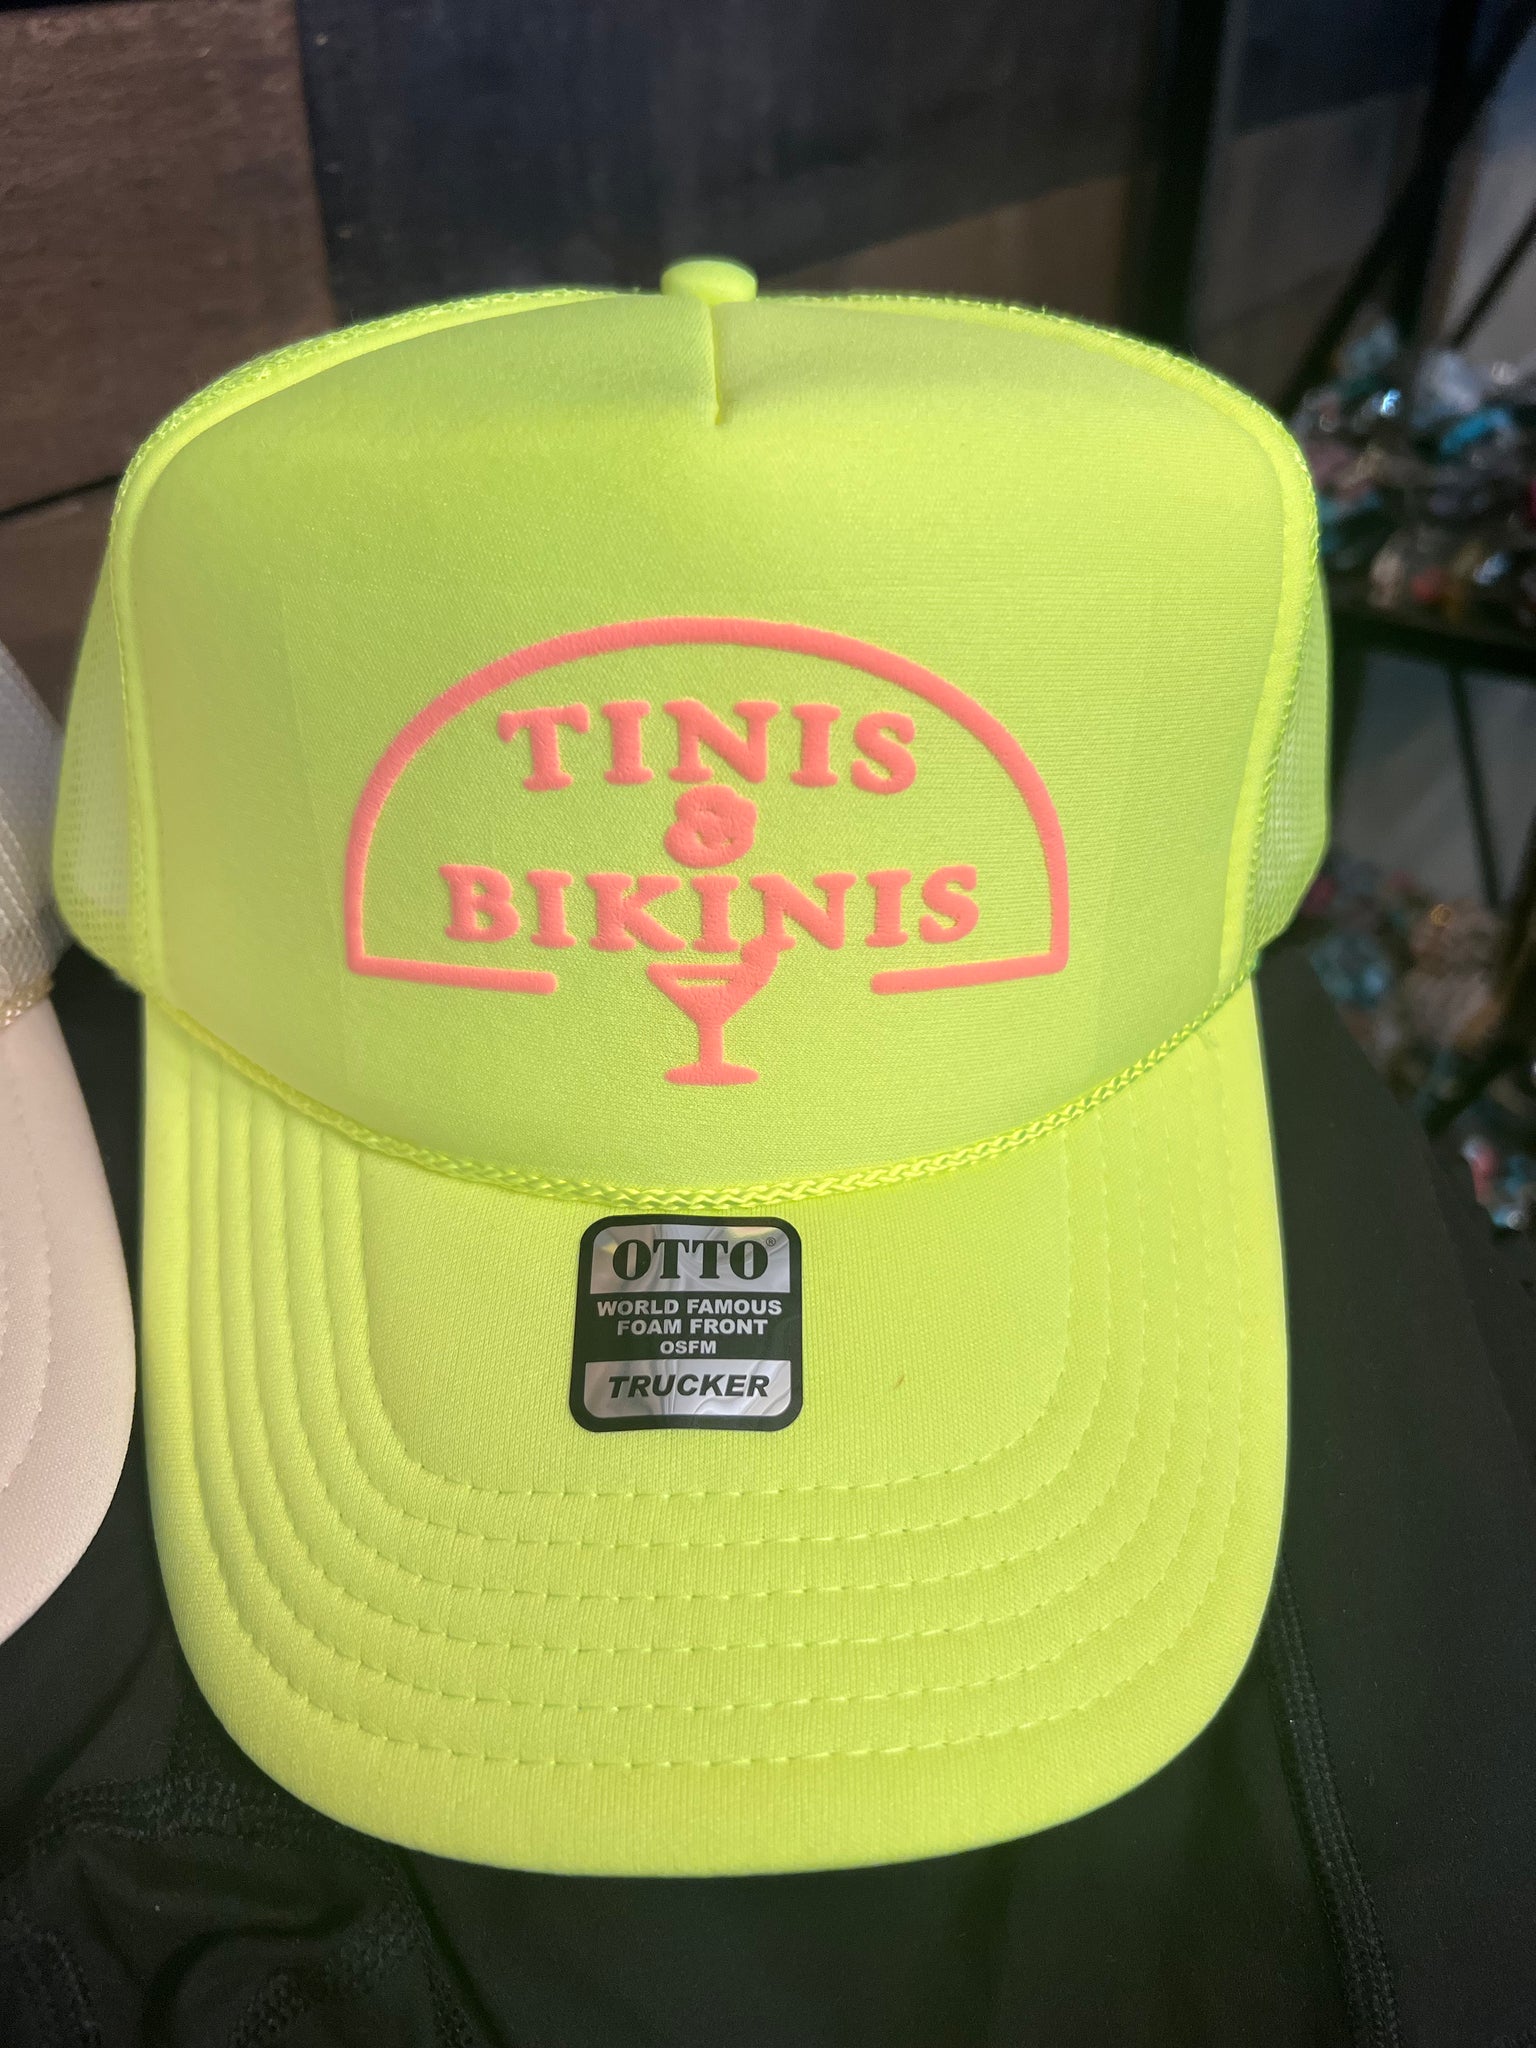 TINIS
&
BIKINIS
OTTO®
WORLD FAMOUS
FOAM FRONT
OSFM
TRUCKER